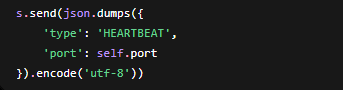 s.send(json.dumps({
    'type': 'HEARTBEAT',
    'port': self.port
}).encode('utf-8'))